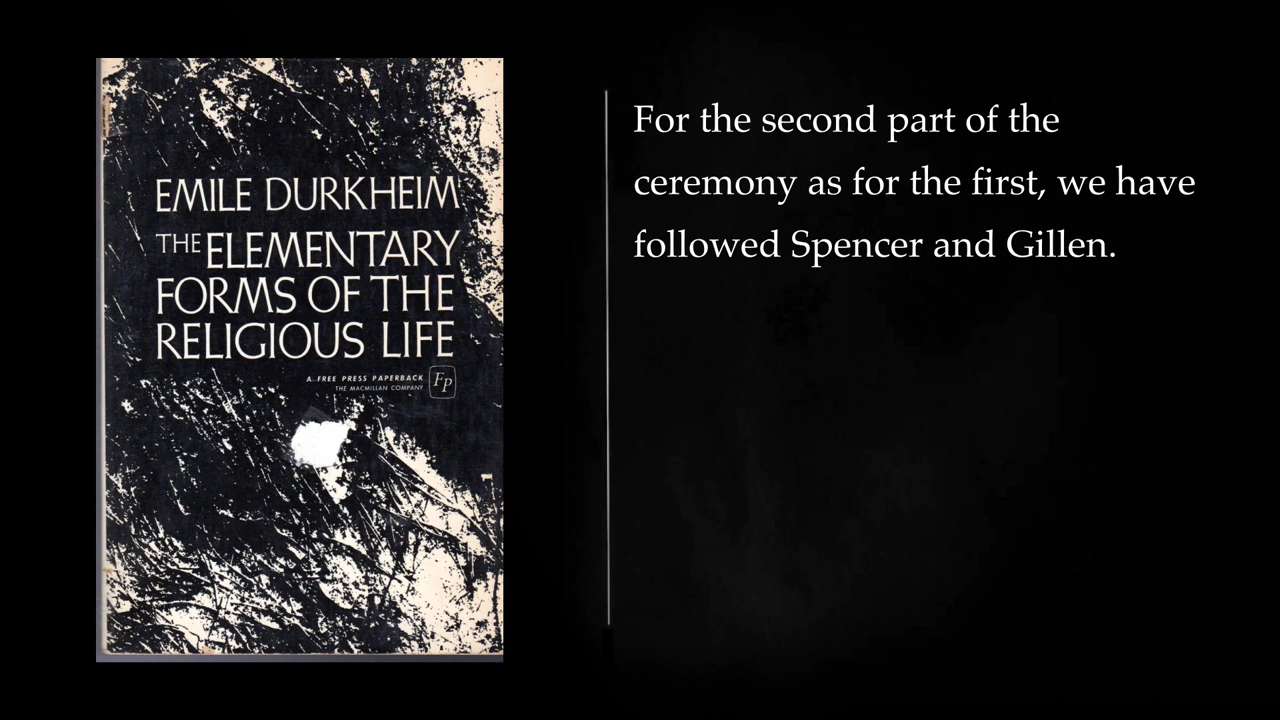 EMILE DURKHEIM
THE ELEMENTARY
FORMS OF THE
RELIGIOUS LIFE
A FREE PRESS PAPERBACK
THE MACMILLAN COMPANY
FP
For the second part of the
ceremony as for the first, we have
followed Spencer and Gillen.